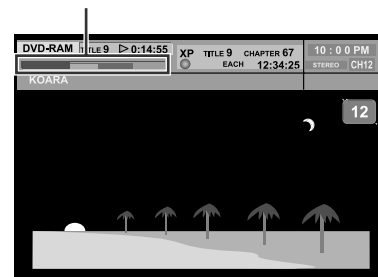 DVD-RAM TITLE 9 ▷ 0:14:55
XP TITLE 9 CHAPTER 67
EACH 12:34:25
10 : 0 0 PM
STEREO CH12
KOARA
12